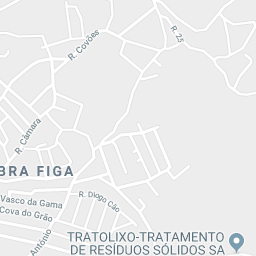 R. Covões
R. 25
R. Câmara
BRA FIGA
R. Diogo Cão
Vasco da Gama
Cova do Grão
António
TRATOLIXO-TRATAMENTO
DE RESÍDUOS SÓLIDOS SA